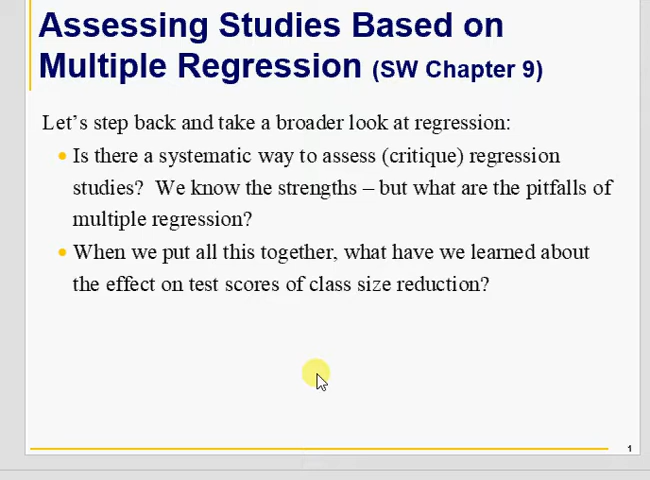 Assessing Studies Based on
Multiple Regression (SW Chapter 9)
Let’s step back and take a broader look at regression:
• Is there a systematic way to assess (critique) regression
studies?  We know the strengths – but what are the pitfalls of
multiple regression?
• When we put all this together, what have we learned about
the effect on test scores of class size reduction?
1